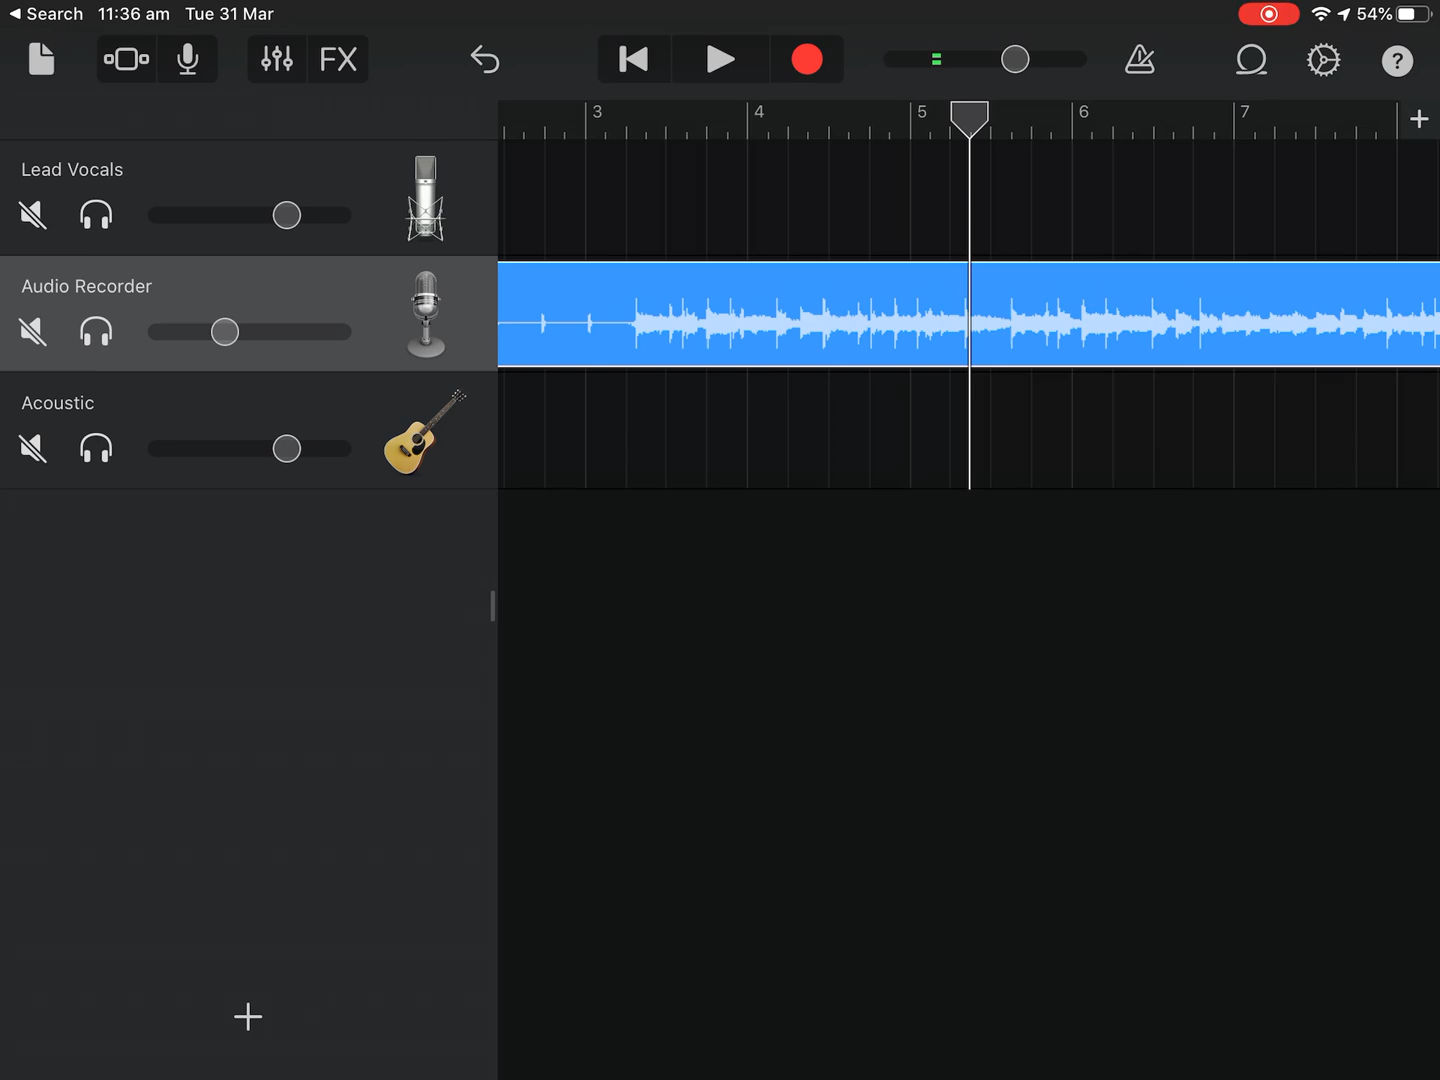 Search 11:36 am Tue 31 Mar 54%
FX ?
3 4 5 6 7
Lead Vocals
Audio Recorder
Acoustic